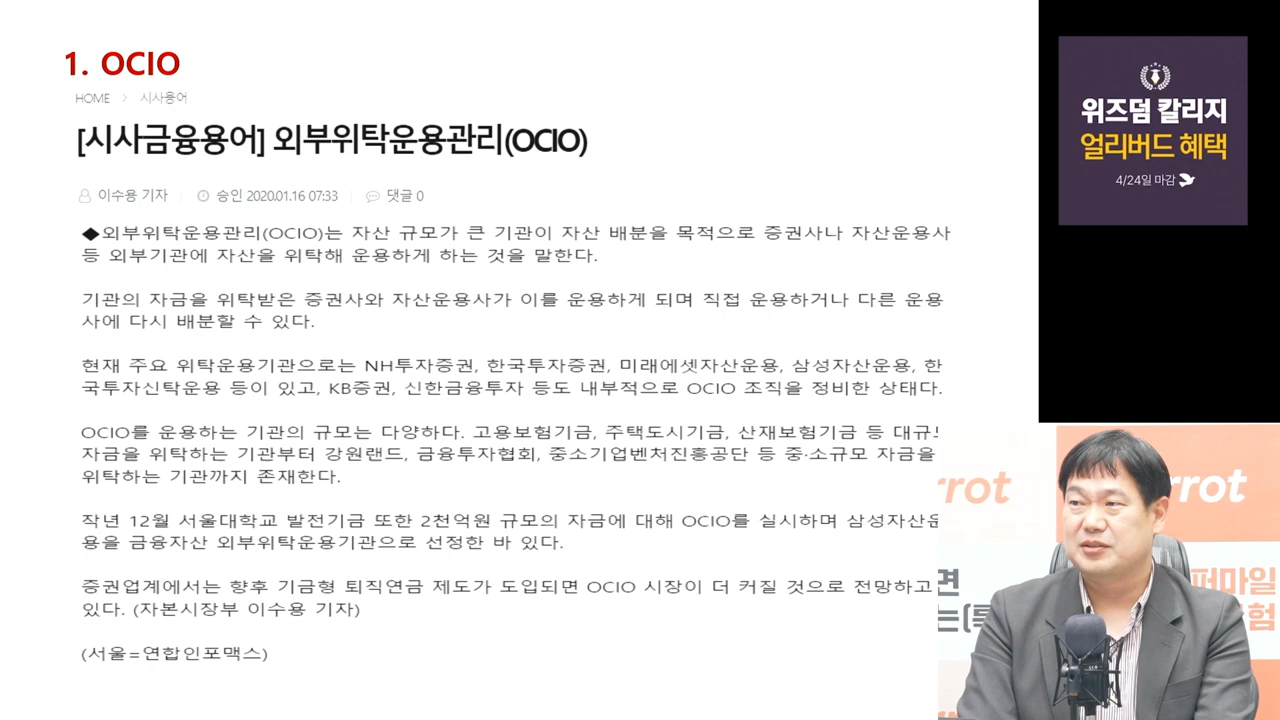 1. OCIO
HOME > 시사용어
[시사금융용어] 외부위탁운용관리(OCIO)
이수용 기자 | 승인 2020.01.16 07:33 | 댓글 0
◆외부위탁운용관리(OCIO)는 자산 규모가 큰 기관이 자산 배분을 목적으로 증권사나 자산운용사
등 외부기관에 자산을 위탁해 운용하게 하는 것을 말한다.
기관의 자금을 위탁받은 증권사와 자산운용사가 이를 운용하게 되며 직접 운용하거나 다른 운용
사에 다시 배분할 수 있다.
현재 주요 위탁운용기관으로는 NH투자증권, 한국투자증권, 미래에셋자산운용, 삼성자산운용, 한
국투자신탁운용 등이 있고, KB증권, 신한금융투자 등도 내부적으로 OCIO 조직을 정비한 상태다.
OCIO를 운용하는 기관의 규모는 다양하다. 고용보험기금, 주택도시기금, 산재보험기금 등 대규
자금을 위탁하는 기관부터 강원랜드, 금융투자협회, 중소기업벤처진흥공단 등 중·소규모 자금을
위탁하는 기관까지 존재한다.
작년 12월 서울대학교 발전기금 또한 2천억원 규모의 자금에 대해 OCIO를 실시하며 삼성자산운
용을 금융자산 외부위탁운용기관으로 선정한 바 있다.
증권업계에서는 향후 기금형 퇴직연금 제도가 도입되면 OCIO 시장이 더 커질 것으로 전망하고
있다. (자본시장부 이수용 기자)
(서울=연합인포맥스)
위즈덤 칼리지
얼리버드 혜택
4/24일 마감
rrot
rrot
면
는(특
퍼마일
험